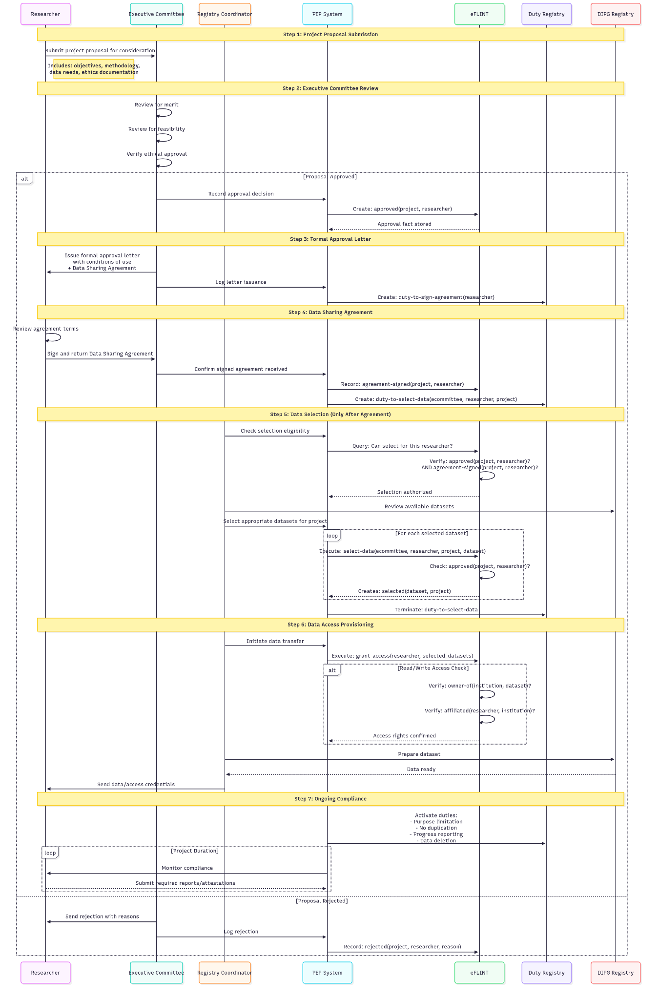 Researcher
Executive Committee
Registry Coordinator
PEP System
eFLINT
Duty Registry
DIPG Registry
Step 1: Project Proposal Submission
Submit project proposal for consideration
Includes: objectives, methodology,
data needs, ethics documentation
Step 2: Executive Committee Review
Review for merit
Review for feasibility
Verify ethical approval
alt
[Proposal Approved]
Record approval decision
Create: approved(project, researcher)
Approval fact stored
Step 3: Formal Approval Letter
Issue formal approval letter
with conditions of use
+ Data Sharing Agreement
Log letter issuance
Create: duty-to-sign-agreement(researcher)
Step 4: Data Sharing Agreement
Review agreement terms
Sign and return Data Sharing Agreement
Confirm signed agreement received
Record: agreement-signed(project, researcher)
Create: duty-to-select-data(ecommittee, researcher, project)
Step 5: Data Selection (Only After Agreement)
Check selection eligibility
Query: Can select for this researcher?
Verify: approved(project, researcher)?
AND agreement-signed(project, researcher)?
Selection authorized
Review available datasets
Select appropriate datasets for project
loop
[For each selected dataset]
Execute: select-data(ecommittee, researcher, project, dataset)
Check: approved(project, researcher)?
Creates: selected(dataset, project)
Terminate: duty-to-select-data
Step 6: Data Access Provisioning
Initiate data transfer
Execute: grant-access(researcher, selected_datasets)
alt
[Read/Write Access Check]
Verify: owner-of(institution, dataset)?
Verify: affiliated(researcher, institution)?
Access rights confirmed
Prepare dataset
Data ready
Send data/access credentials
Step 7: Ongoing Compliance
Activate duties:
- Purpose limitation
- No duplication
- Progress reporting
- Data deletion
loop
[Project Duration]
Monitor compliance
Submit required reports/attestations
[Proposal Rejected]
Send rejection with reasons
Log rejection
Record: rejected(project, researcher, reason)
Researcher
Executive Committee
Registry Coordinator
PEP System
eFLINT
Duty Registry
DIPG Registry